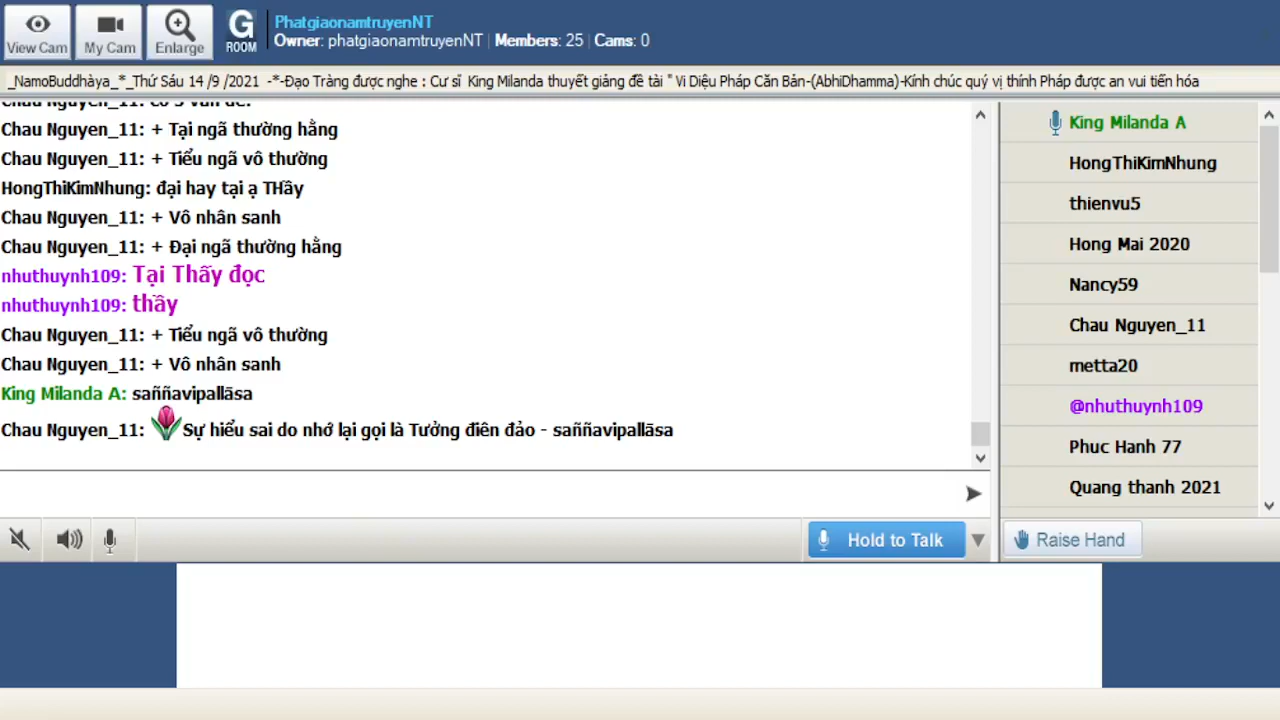 View Cam
My Cam
Enlarge
G
ROOM
PhatgiaonamtruyenNT
Owner: phatgiaonamtruyenNT | Members: 25 | Cams: 0
_NamoBuddhàya_*_Thứ Sáu 14 /9 /2021 -*-Đạo Tràng được nghe : Cư sĩ King Milanda thuyết giảng đề tài " Vi Diệu Pháp Căn Bản-(AbhiDhamma)-Kính chúc quý vị thính Pháp được an vui tiến hóa
Chau Nguyen_11: + Tại ngã thường hằng
Chau Nguyen_11: + Tiểu ngã vô thường
HongThiKimNhung: đại hay tại ạ THầy
Chau Nguyen_11: + Vô nhân sanh
Chau Nguyen_11: + Đại ngã thường hằng
nhuthuynh109: Tại Thấy đọc
nhuthuynh109: thầy
Chau Nguyen_11: + Tiểu ngã vô thường
Chau Nguyen_11: + Vô nhân sanh
King Milanda A: saññavipallāsa
Chau Nguyen_11: Sự hiểu sai do nhớ lại gọi là Tưởng điên đảo - saññavipallāsa
King Milanda A
HongThiKimNhung
thienvu5
Hong Mai 2020
Nancy59
Chau Nguyen_11
metta20
@nhuthuynh109
Phuc Hanh 77
Quang thanh 2021
Hold to Talk
Raise Hand